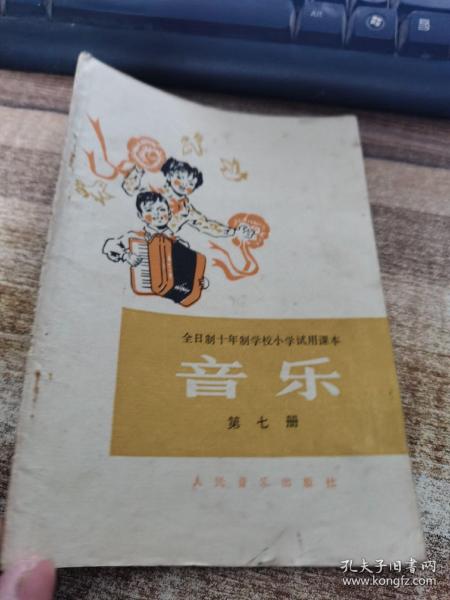 Alt
全日制十年制学校小学试用课本
音乐
第七册
人民音乐出版社
孔夫子旧书网
www.kongfz.com